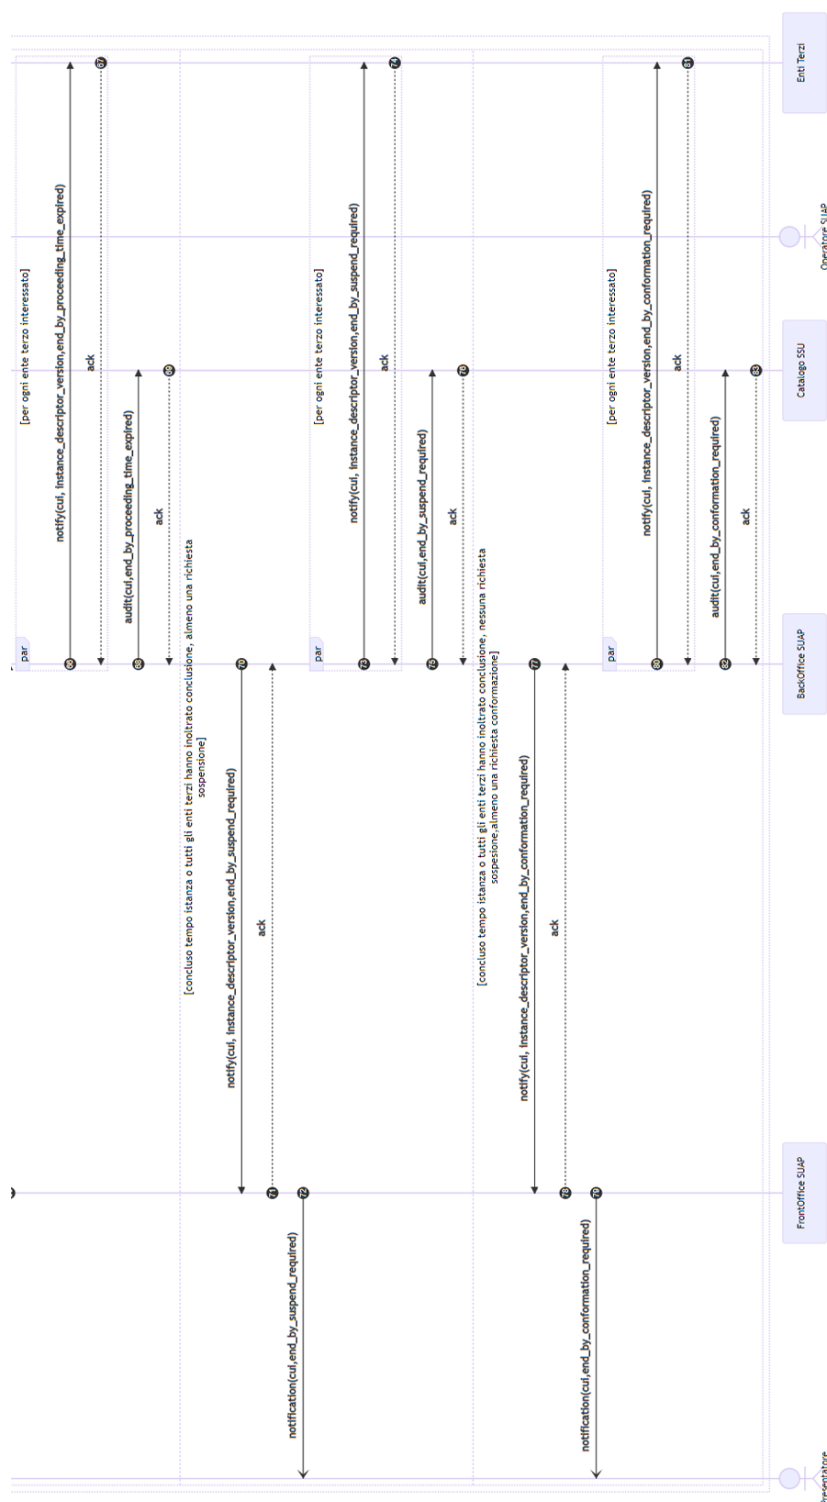 [per ogni ente terzo interessato]
par
notify(cui, instance_descriptor_version,end_by_proceeding_time_expired)
66
ack
67
audit(cui,end_by_proceeding_time_expired)
68
ack
69
[concluso tempo istanza o tutti gli enti terzi hanno inoltrato conclusione, almeno una richiesta
sospensione]
notify(cui, instance_descriptor_version,end_by_suspend_required)
70
ack
71
notification(cui,end_by_suspend_required)
72
[per ogni ente terzo interessato]
par
notify(cui, instance_descriptor_version,end_by_suspend_required)
73
ack
74
audit(cui,end_by_suspend_required)
75
ack
76
[concluso tempo istanza o tutti gli enti terzi hanno inoltrato conclusione, nessuna richiesta
sospesione,almeno una richiesta conformazione]
notify(cui, instance_descriptor_version,end_by_conformation_required)
77
ack
78
notification(cui,end_by_conformation_required)
79
[per ogni ente terzo interessato]
par
notify(cui, instance_descriptor_version,end_by_conformation_required)
80
ack
81
audit(cui,end_by_conformation_required)
82
ack
83
FrontOffice SUAP
BackOffice SUAP
Catalogo SSU
Operatore SUAP
Enti Terzi